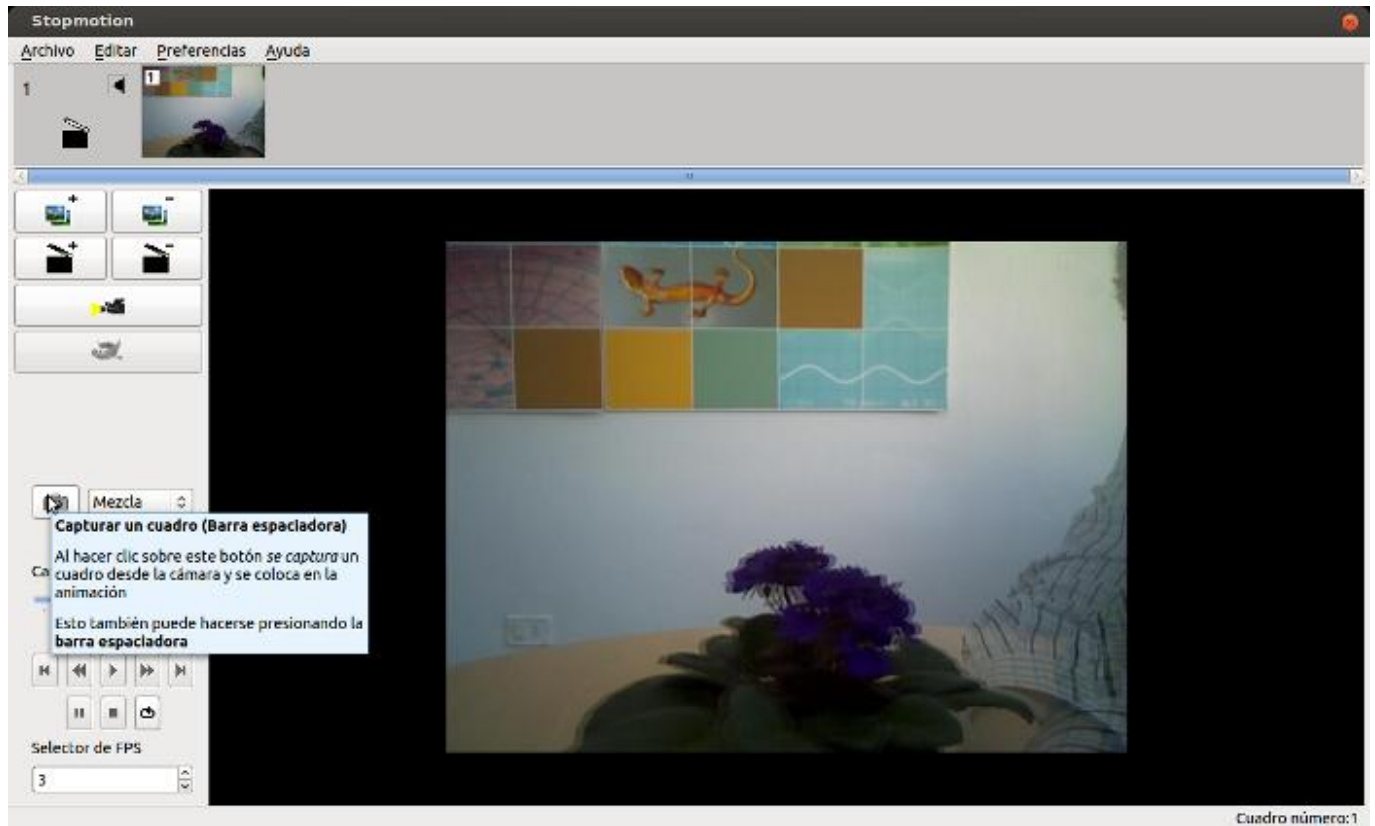 Stopmotion
Archivo Editar Preferencias Ayuda
1
1
Mezcla
Capturar un cuadro (Barra espaciadora)
Al hacer clic sobre este botón se captura un
cuadro desde la cámara y se coloca en la
animación
Ca
Esto también puede hacerse presionando la
barra espaciadora
Selector de FPS
3
Cuadro número:1